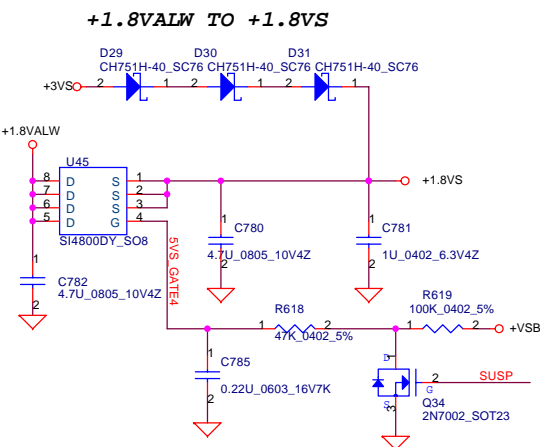 +1.8VALW TO +1.8VS
D29 D30 D31
CH751H-40_SC76 CH751H-40_SC76 CH751H-40_SC76
+3VS 2 1 2 1 2 1
+1.8VALW
U45
8 D S 1
7 D S 2
6 D S 3
5 D G 4
SI4800DY_SO8
+1.8VS
5VS_GATE4
1
C780
4.7U_0805_10V4Z
2
1
C781
1U_0402_6.3V4Z
2
1
C782
4.7U_0805_10V4Z
2
R618
1 2
47K_0402_5%
R619
100K_0402_5%
1 2 +VSB
1
C785
0.22U_0603_16V7K
2
D 1
2 SUSP
G
S 3
Q34
2N7002_SOT23